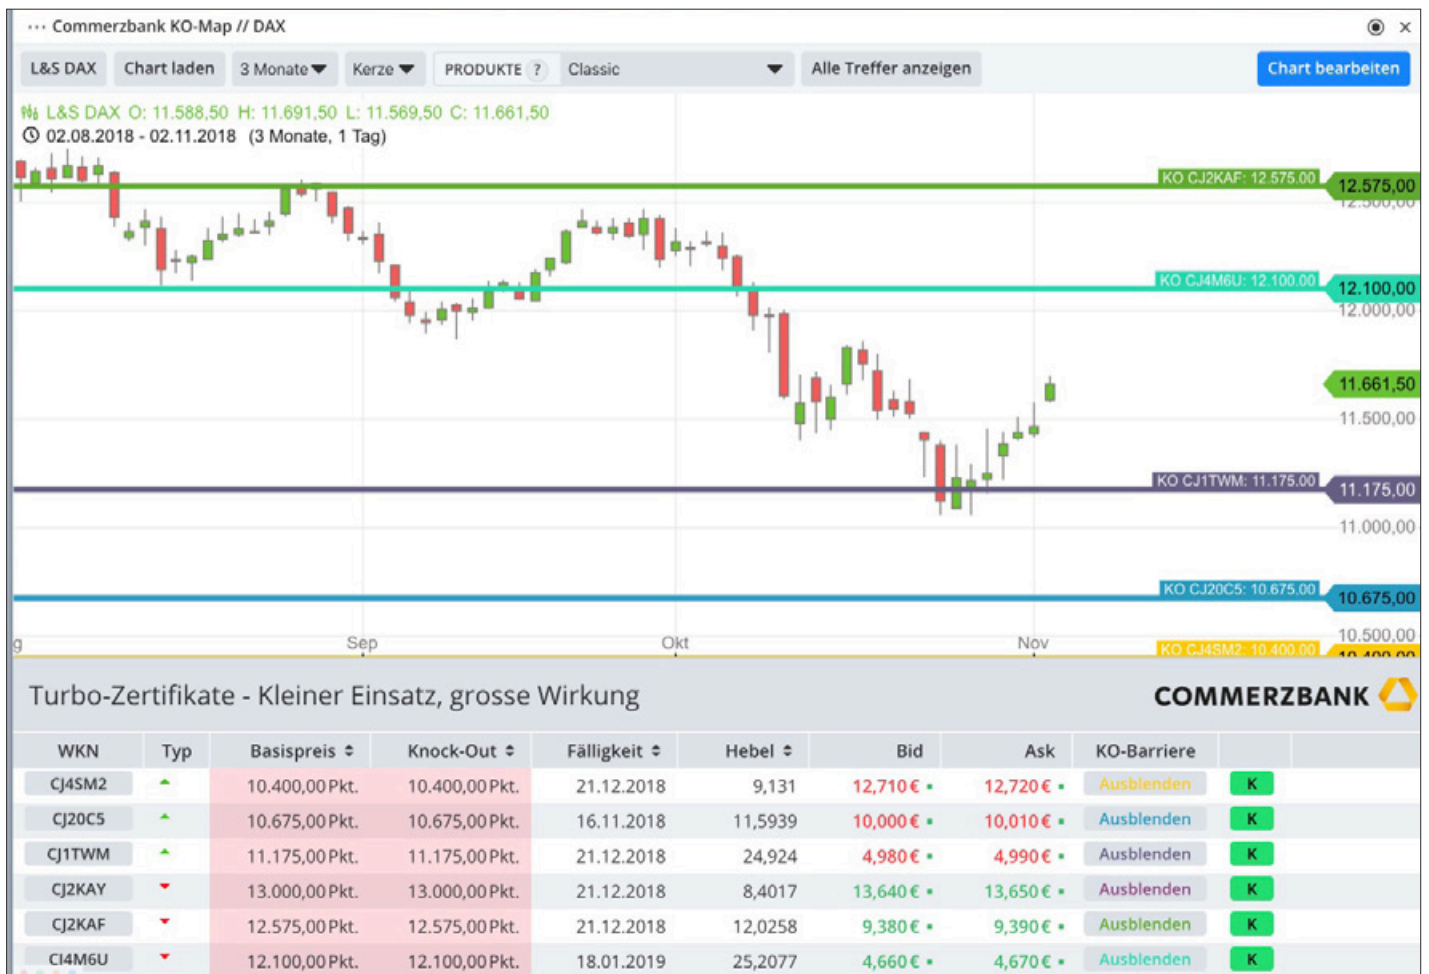 ··· Commerzbank KO-Map // DAX
L&S DAX Chart laden 3 Monate Kerze PRODUKTE ? Classic Alle Treffer anzeigen Chart bearbeiten
L&S DAX O: 11.588,50 H: 11.691,50 L: 11.569,50 C: 11.661,50
02.08.2018 - 02.11.2018 (3 Monate, 1 Tag)
KO CJ2KAF: 12.575.00 12.575,00
12.500,00
KO CJ4M6U: 12.100.00 12.100,00
12.000,00
11.661,50
11.500,00
KO CJ1TWM: 11.175.00 11.175,00
11.000,00
KO CJ20C5: 10.675.00 10.675,00
10.500,00
g Sep Okt Nov
KO CJ4SM2: 10.400.00 10.400,00
Turbo-Zertifikate - Kleiner Einsatz, grosse Wirkung COMMERZBANK
WKN Typ Basispreis Knock-Out Fälligkeit Hebel Bid Ask KO-Barriere
CJ4SM2 10.400,00 Pkt. 10.400,00 Pkt. 21.12.2018 9,131 12,710 € 12,720 € Ausblenden K
CJ20C5 10.675,00 Pkt. 10.675,00 Pkt. 16.11.2018 11,5939 10,000 € 10,010 € Ausblenden K
CJ1TWM 11.175,00 Pkt. 11.175,00 Pkt. 21.12.2018 24,924 4,980 € 4,990 € Ausblenden K
CJ2KAY 13.000,00 Pkt. 13.000,00 Pkt. 21.12.2018 8,4017 13,640 € 13,650 € Ausblenden K
CJ2KAF 12.575,00 Pkt. 12.575,00 Pkt. 21.12.2018 12,0258 9,380 € 9,390 € Ausblenden K
CJ4M6U 12.100,00 Pkt. 12.100,00 Pkt. 18.01.2019 25,2077 4,660 € 4,670 € Ausblenden K